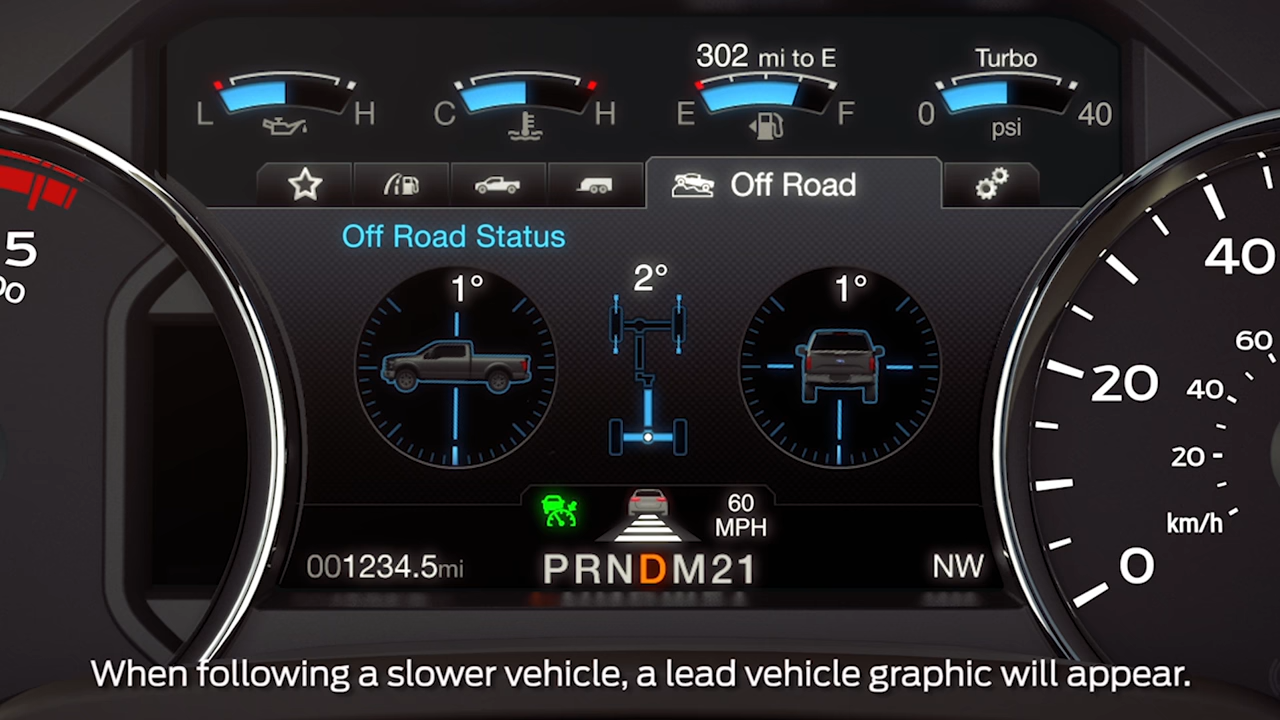 302 mi to E
Turbo
L H
C H
E F
0 40
psi
Off Road
Off Road Status
1°
2°
1°
5
40
20
0
60
40
20
km/h
60
MPH
001234.5mi
PRNDM21
NW
When following a slower vehicle, a lead vehicle graphic will appear.